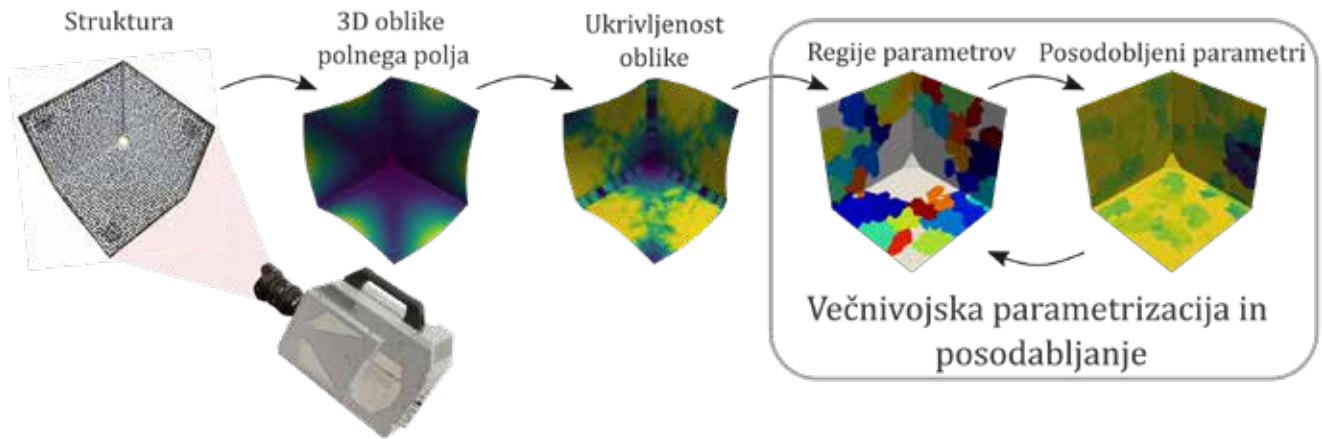 Struktura
3D oblike
polnega polja
Ukrivljenost
oblike
Regije parametrov
Posodobljeni parametri
Večnivojska parametrizacija in
posodabljanje